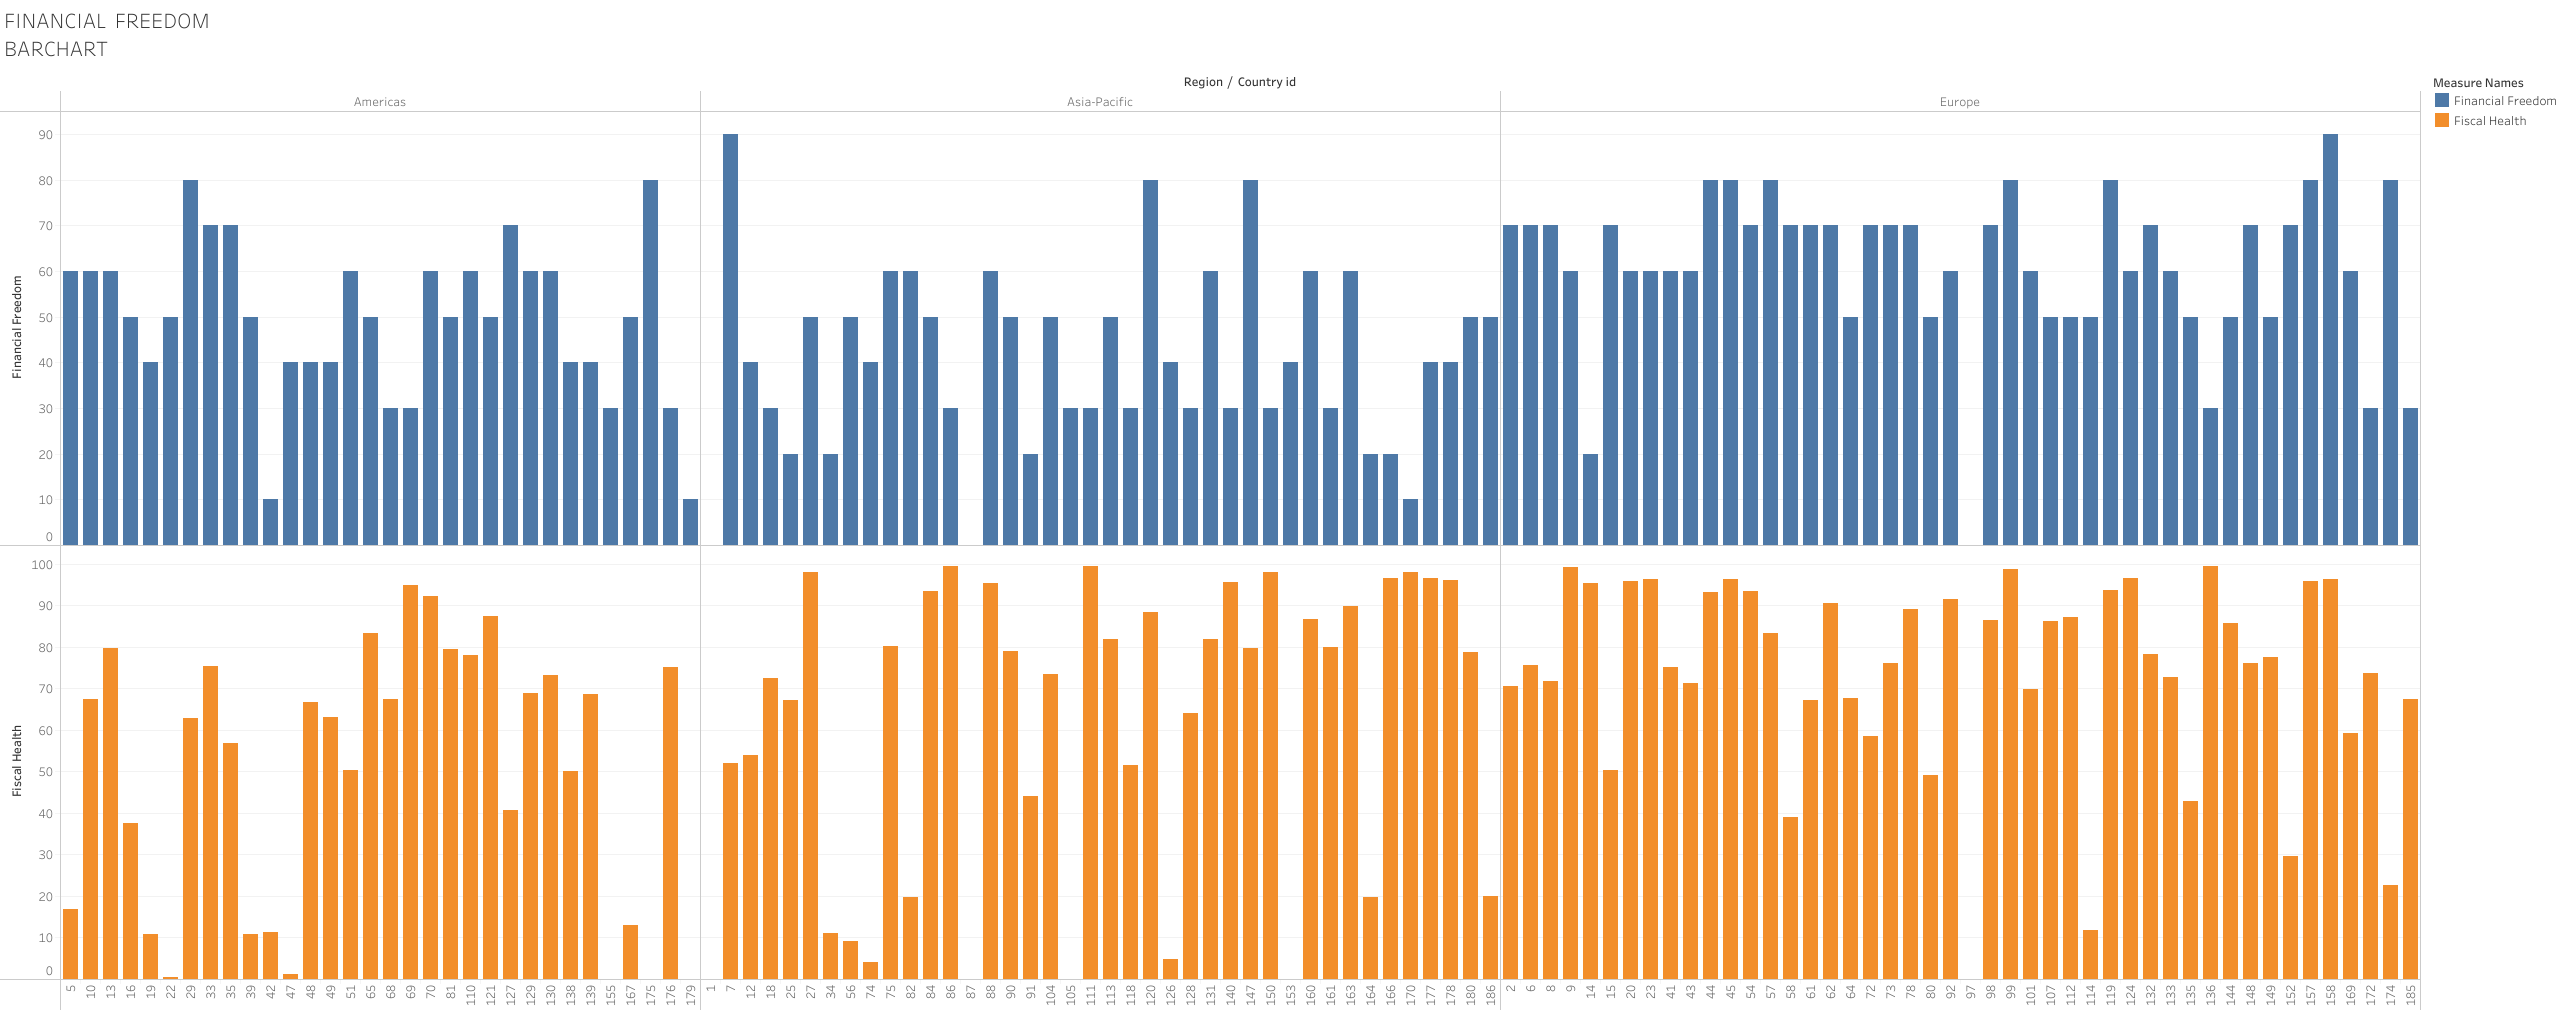 FINANCIAL FREEDOM
BARCHART
Region / Country id
Measure Names
Americas Asia-Pacific Europe
Financial Freedom
Fiscal Health
Financial Freedom
90
80
70
60
50
40
30
20
10
0
Fiscal Health
100
90
80
70
60
50
40
30
20
10
0
5 10 13 16 19 22 29 33 35 39 42 47 48 49 51 65 68 69 70 81 110 121 127 129 130 138 139 155 167 175 176 179 1 7 12 18 25 27 34 56 74 75 82 84 86 87 88 90 91 104 105 111 113 118 120 126 128 131 140 147 150 153 160 161 163 164 166 170 177 178 180 186 2 6 8 9 14 15 20 23 41 43 44 45 54 57 58 61 62 64 72 73 78 80 92 97 98 99 101 107 112 114 119 124 132 133 135 136 144 148 149 152 157 158 169 172 174 185